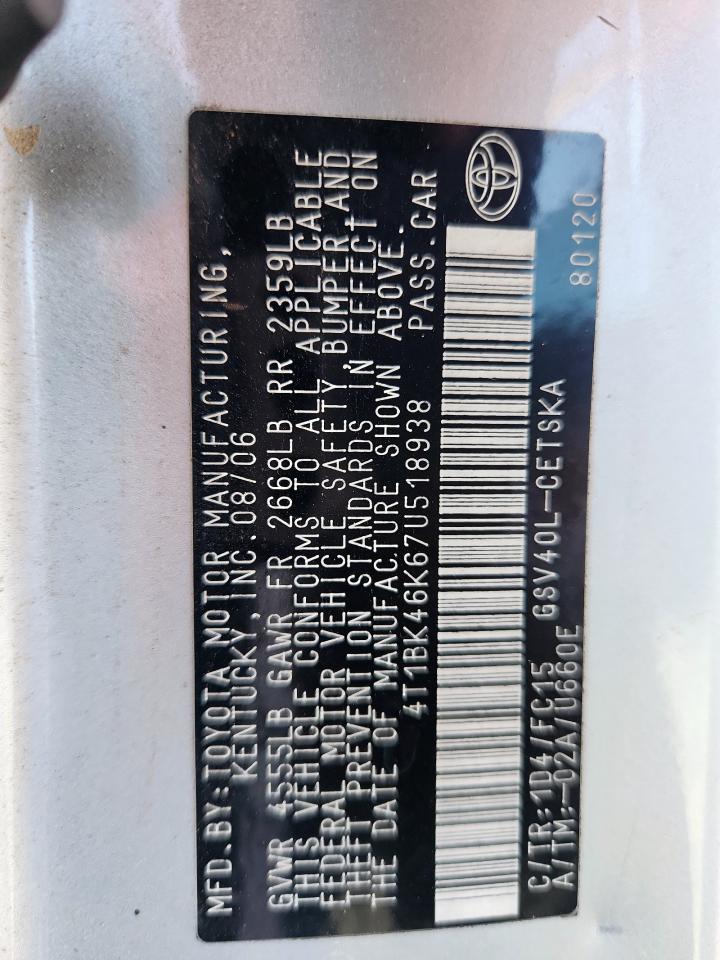 MFD.BY:TOYOTA MOTOR MANUFACTURING,
KENTUCKY, INC.08/06
GVWR 4555LB GAWR FR 2668LB RR 2359LB
THIS VEHICLE CONFORMS TO ALL APPLICABLE
FEDERAL MOTOR VEHICLE SAFETY, BUMPER, AND
THEFT PREVENTION STANDARDS IN EFFECT ON
THE DATE OF MANUFACTURE SHOWN ABOVE.
4T1BK46K67U518938 PASS.CAR
C/TR:1D4/FC15 GSV40L-CETSKA
A/TM:-02A/U660E 80120